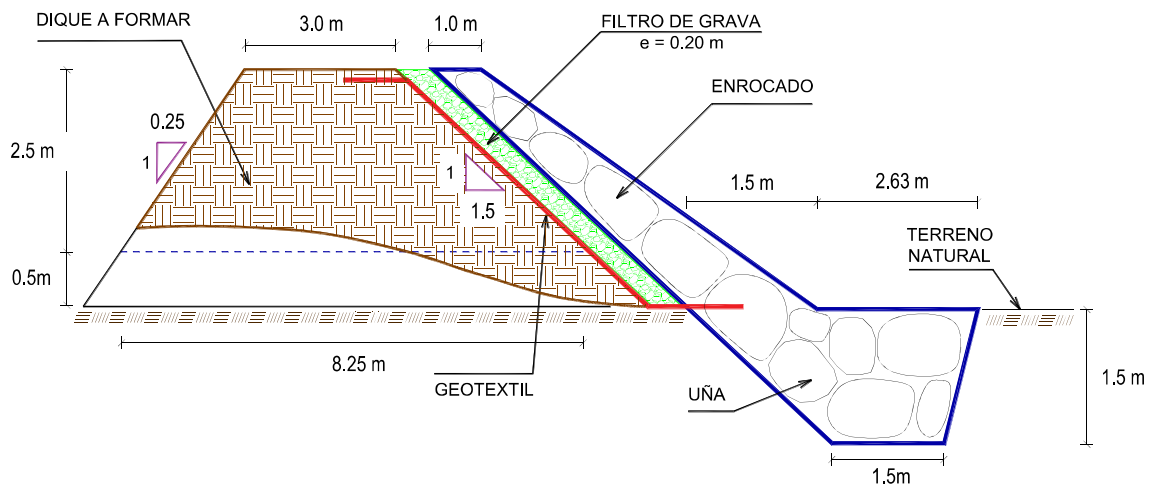 DIQUE A FORMAR
3.0 m
1.0 m
FILTRO DE GRAVA
e = 0.20 m
ENROCADO
0.25
1
2.5 m
1
1.5
1.5 m
2.63 m
TERRENO
NATURAL
0.5m
8.25 m
GEOTEXTIL
UÑA
1.5 m
1.5m